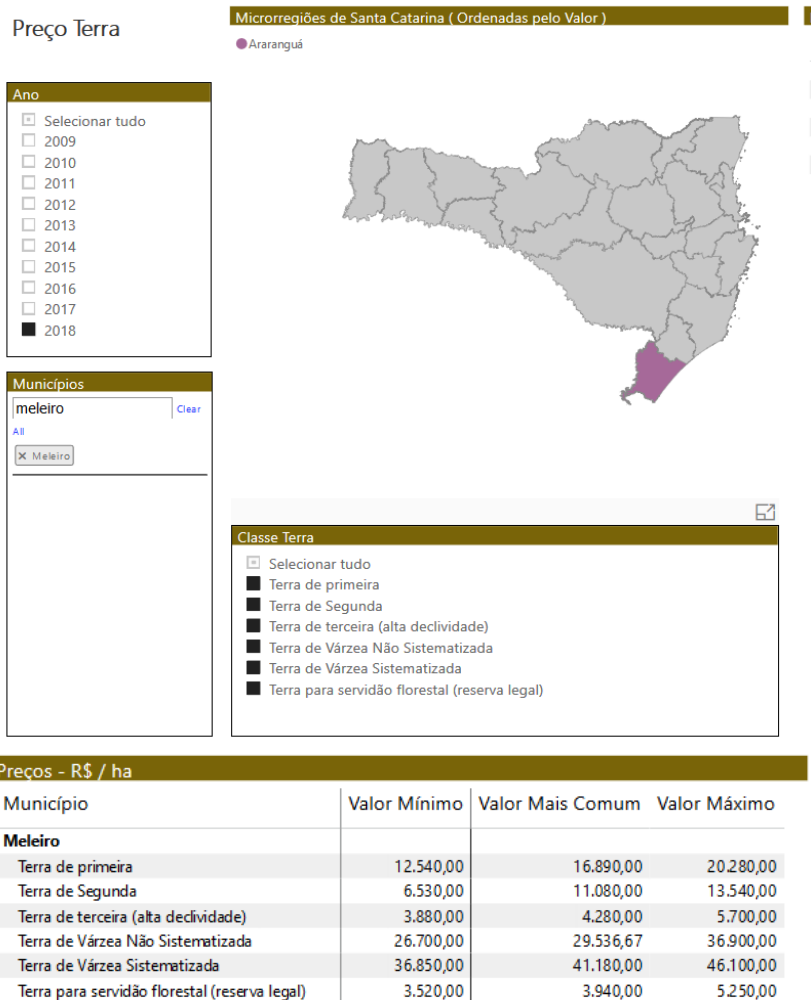 Preço Terra
Microrregiões de Santa Catarina ( Ordenadas pelo Valor )
Araranguá
Ano
Selecionar tudo
2009
2010
2011
2012
2013
2014
2015
2016
2017
2018
Municípios
meleiro
Clear
All
× Meleiro
Classe Terra
Selecionar tudo
Terra de primeira
Terra de Segunda
Terra de terceira (alta declividade)
Terra de Várzea Não Sistematizada
Terra de Várzea Sistematizada
Terra para servidão florestal (reserva legal)
Preços - R$ / ha
Município Valor Mínimo Valor Mais Comum Valor Máximo
Meleiro
Terra de primeira 12.540,00 16.890,00 20.280,00
Terra de Segunda 6.530,00 11.080,00 13.540,00
Terra de terceira (alta declividade) 3.880,00 4.280,00 5.700,00
Terra de Várzea Não Sistematizada 26.700,00 29.536,67 36.900,00
Terra de Várzea Sistematizada 36.850,00 41.180,00 46.100,00
Terra para servidão florestal (reserva legal) 3.520,00 3.940,00 5.250,00